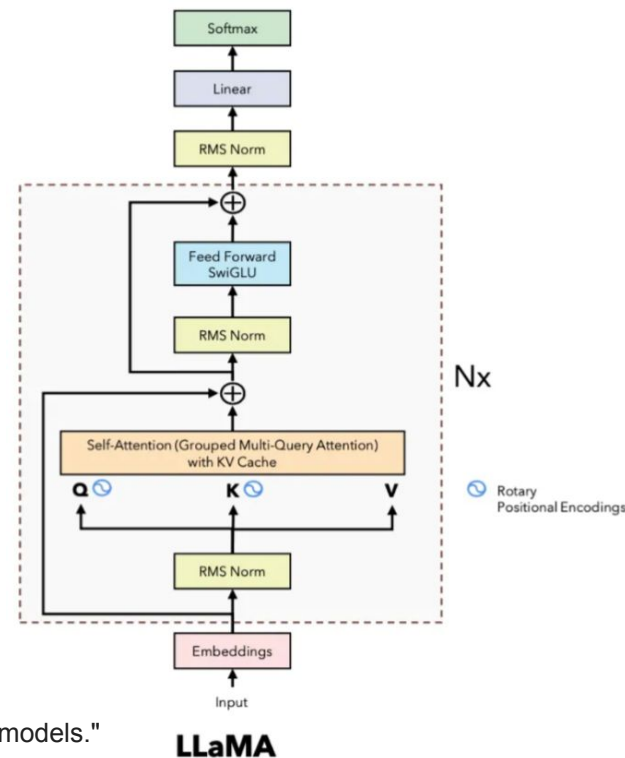 Softmax
Linear
RMS Norm
Feed Forward
SwiGLU
RMS Norm
Nx
Self-Attention (Grouped Multi-Query Attention)
with KV Cache
Q
K
V
Rotary
Positional Encodings
RMS Norm
Embeddings
Input
models."
LLaMA